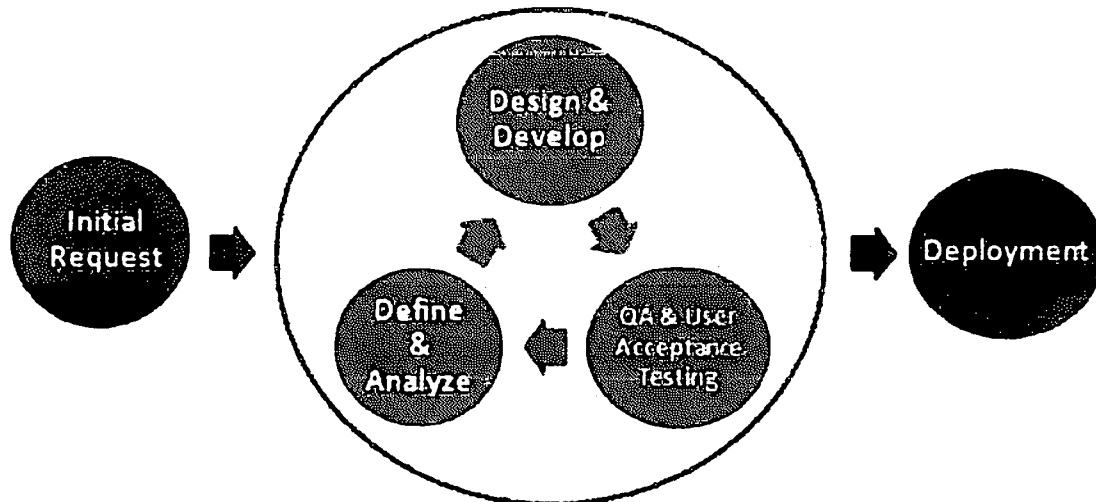 Initial
Request
Design &
Develop
Define
&
Analyze
QA & User
Acceptance
Testing
Deployment